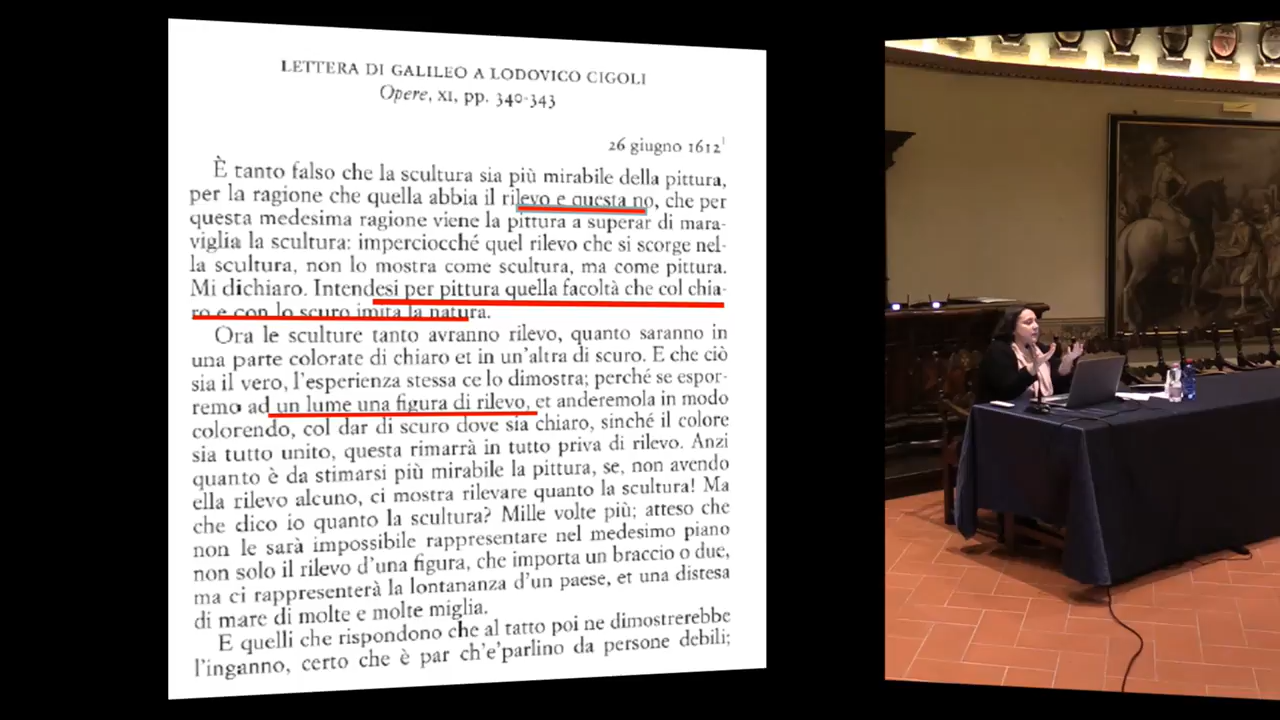 LETTERA DI GALILEO A LODOVICO CIGOLI
Opere, XI, pp. 340-343
26 giugno 1612¹
È tanto falso che la scultura sia più mirabile della pittura,
per la ragione che quella abbia il rilevo e questa no, che per
questa medesima ragione viene la pittura a superar di mara-
viglia la scultura: imperciocché quel rilevo che si scorge nel-
la scultura, non lo mostra come scultura, ma come pittura.
Mi dichiaro. Intendesi per pittura quella facoltà che col chia-
ro e con lo scuro imita la natura.
Ora le sculture tanto avranno rilevo, quanto saranno in
una parte colorate di chiaro et in un'altra di scuro. E che ciò
sia il vero, l'esperienza stessa ce lo dimostra; perché se espor-
remo ad un lume una figura di rilevo, et anderemola in modo
colorendo, col dar di scuro dove sia chiaro, sinché il colore
sia tutto unito, questa rimarrà in tutto priva di rilevo. Anzi
quanto è da stimarsi più mirabile la pittura, se, non avendo
ella rilevo alcuno, ci mostra rilevare quanto la scultura! Ma
che dico io quanto la scultura? Mille volte più; atteso che
non le sarà impossibile rappresentare nel medesimo piano
non solo il rilevo d'una figura, che importa un braccio o due,
ma ci rappresenterà la lontananza d'un paese, et una distesa
di mare di molte e molte miglia.
E quelli che rispondono che al tatto poi ne dimostrerebbe
l'inganno, certo che è par ch'e'parlino da persone debili;